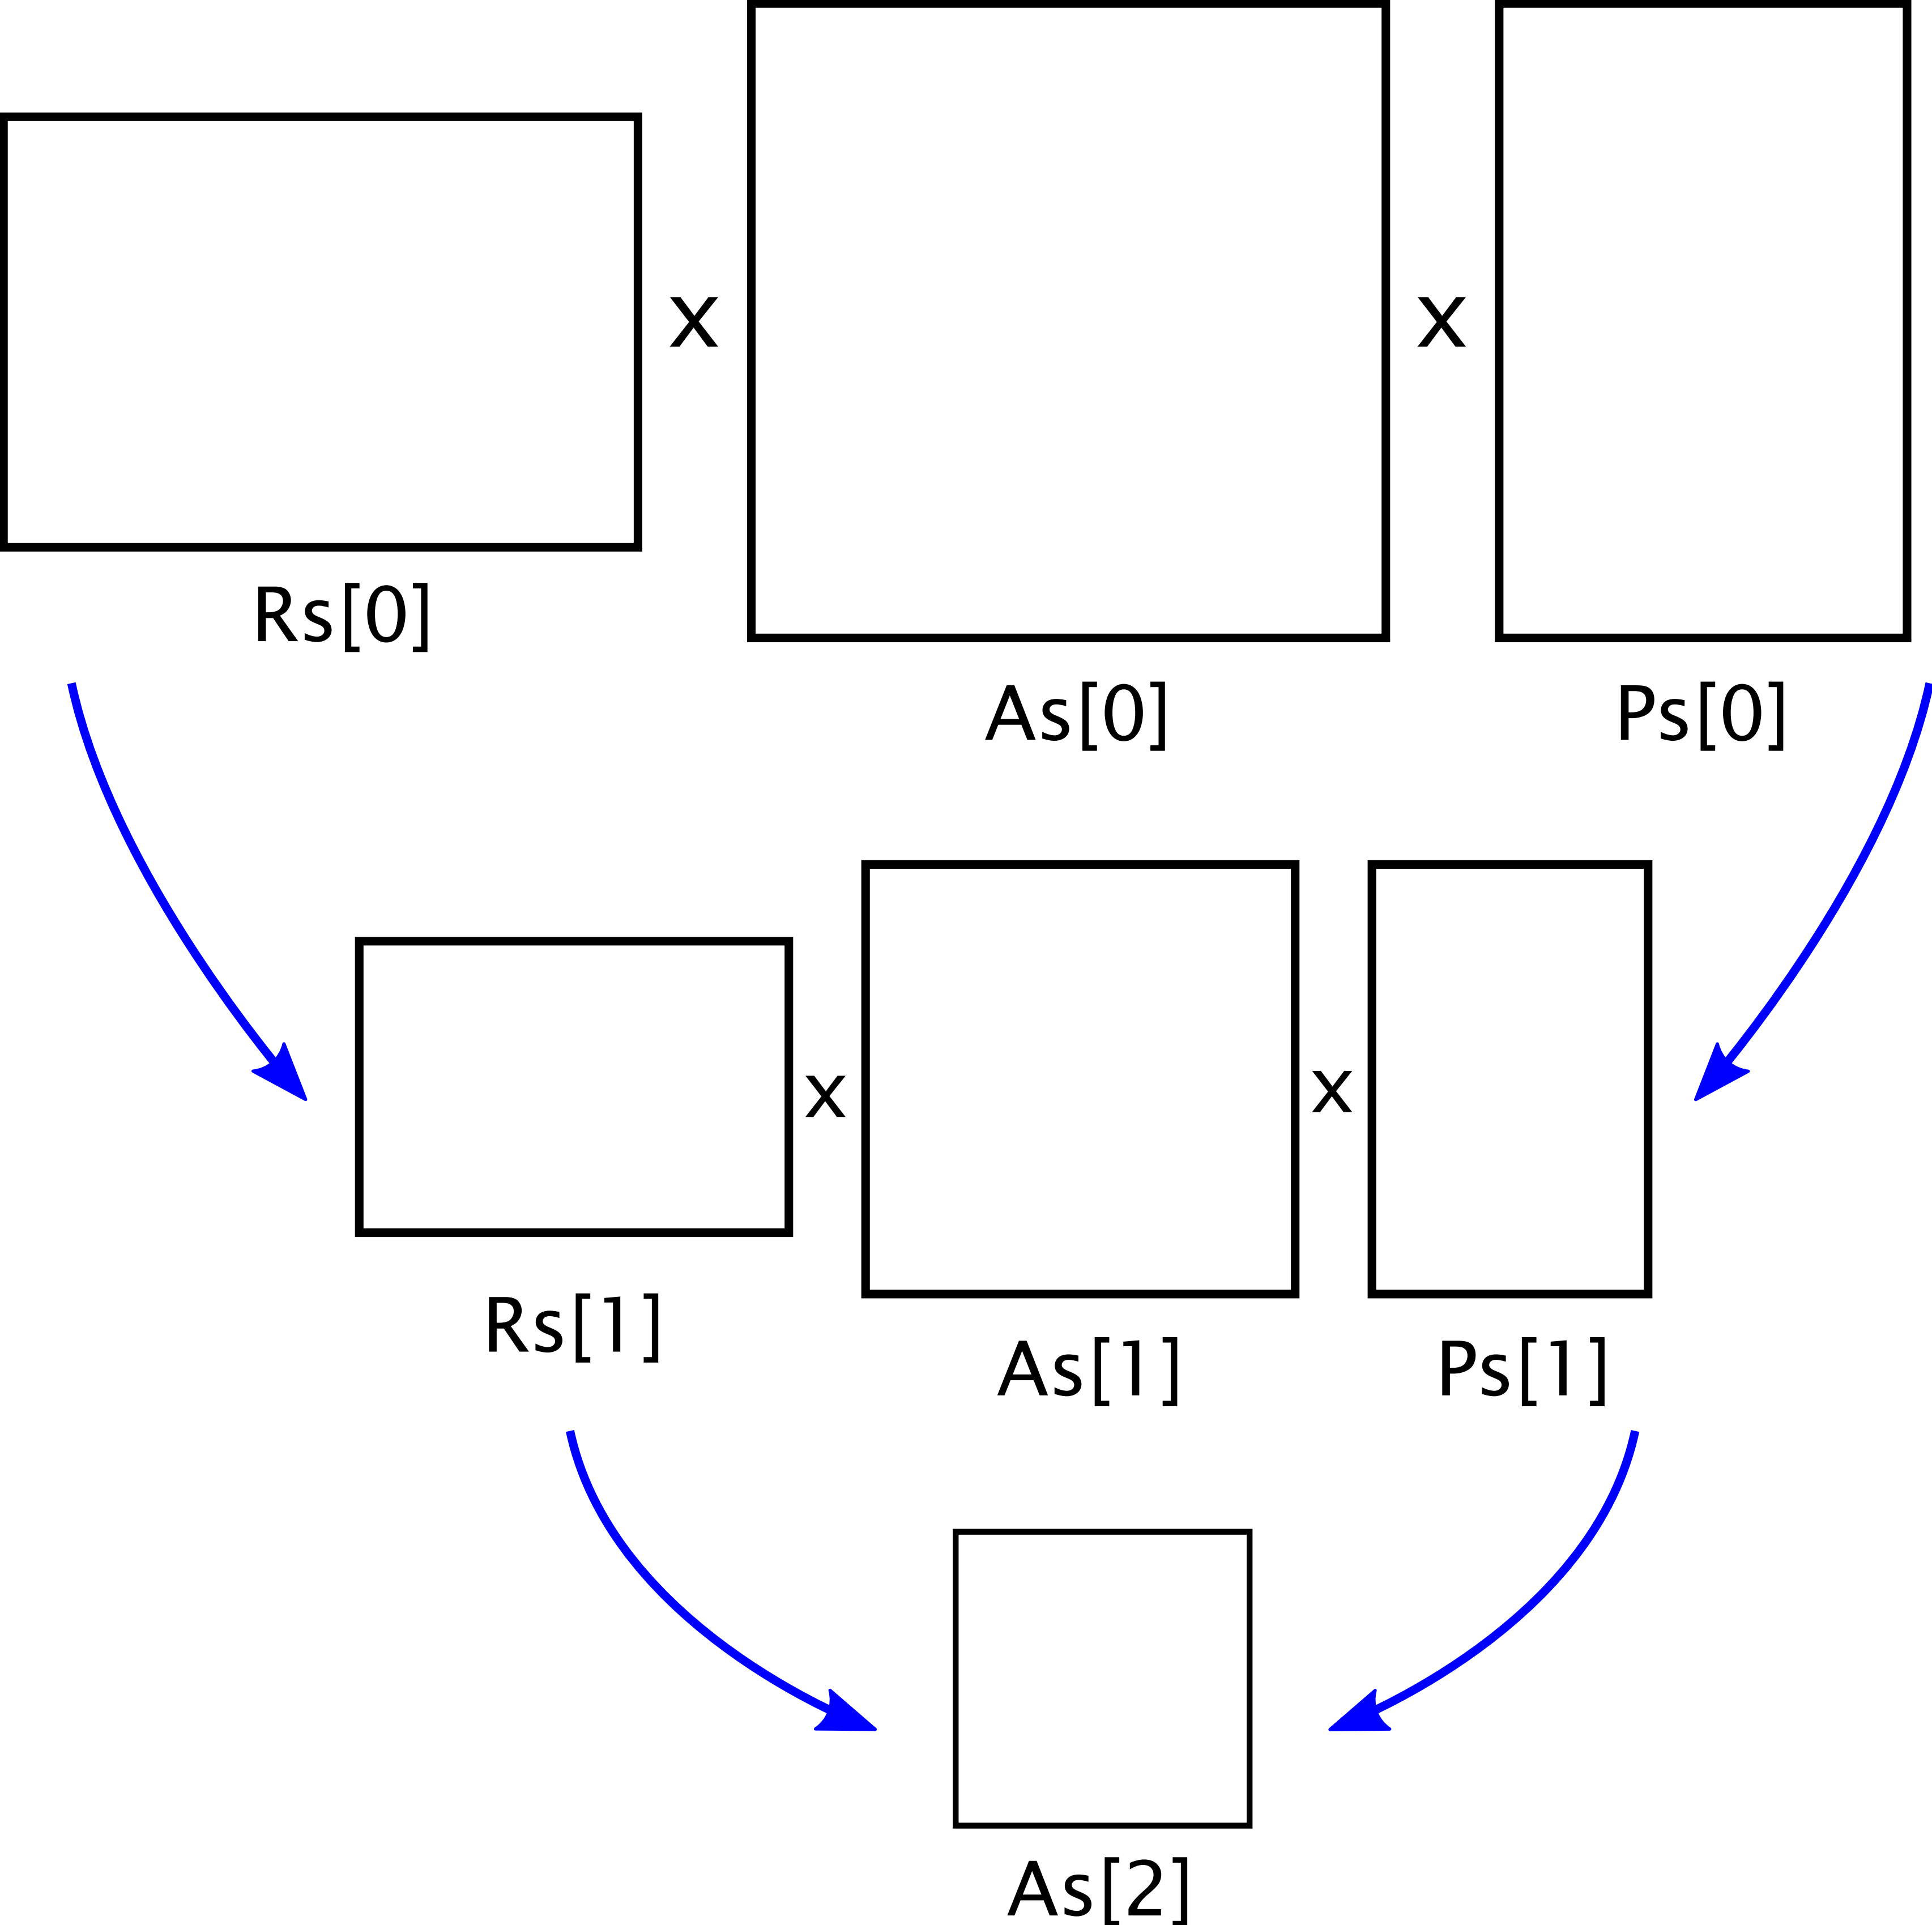 x x
Rs[0]
As[0] Ps[0]
x x
Rs[1]
As[1] Ps[1]
As[2]